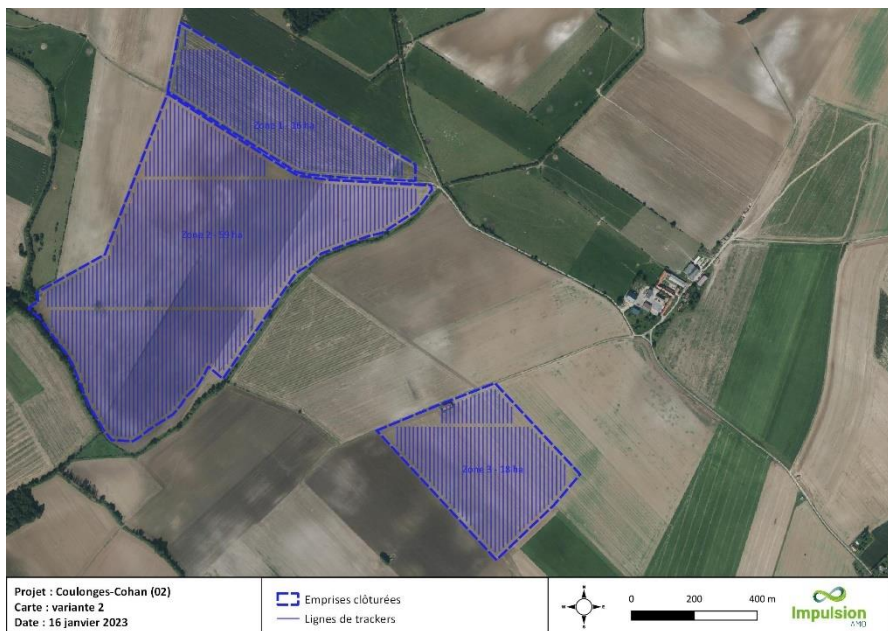 Zone 1 - 16 ha
Zone 2 - 59 ha
Zone 3 - 18 ha
Projet : Coulonges-Cohan (02)
Carte : variante 2
Date : 16 janvier 2023
Emprises clôturées
Lignes de trackers
0 200 400 m
Impulsion
AMO